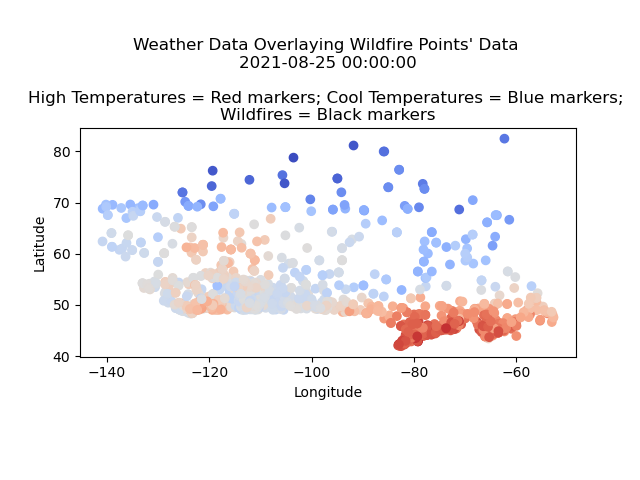 Weather Data Overlaying Wildfire Points' Data
2021-08-25 00:00:00
High Temperatures = Red markers; Cool Temperatures = Blue markers;
Wildfires = Black markers
80
70
60
50
40
Latitude
−140 −120 −100 −80 −60
Longitude